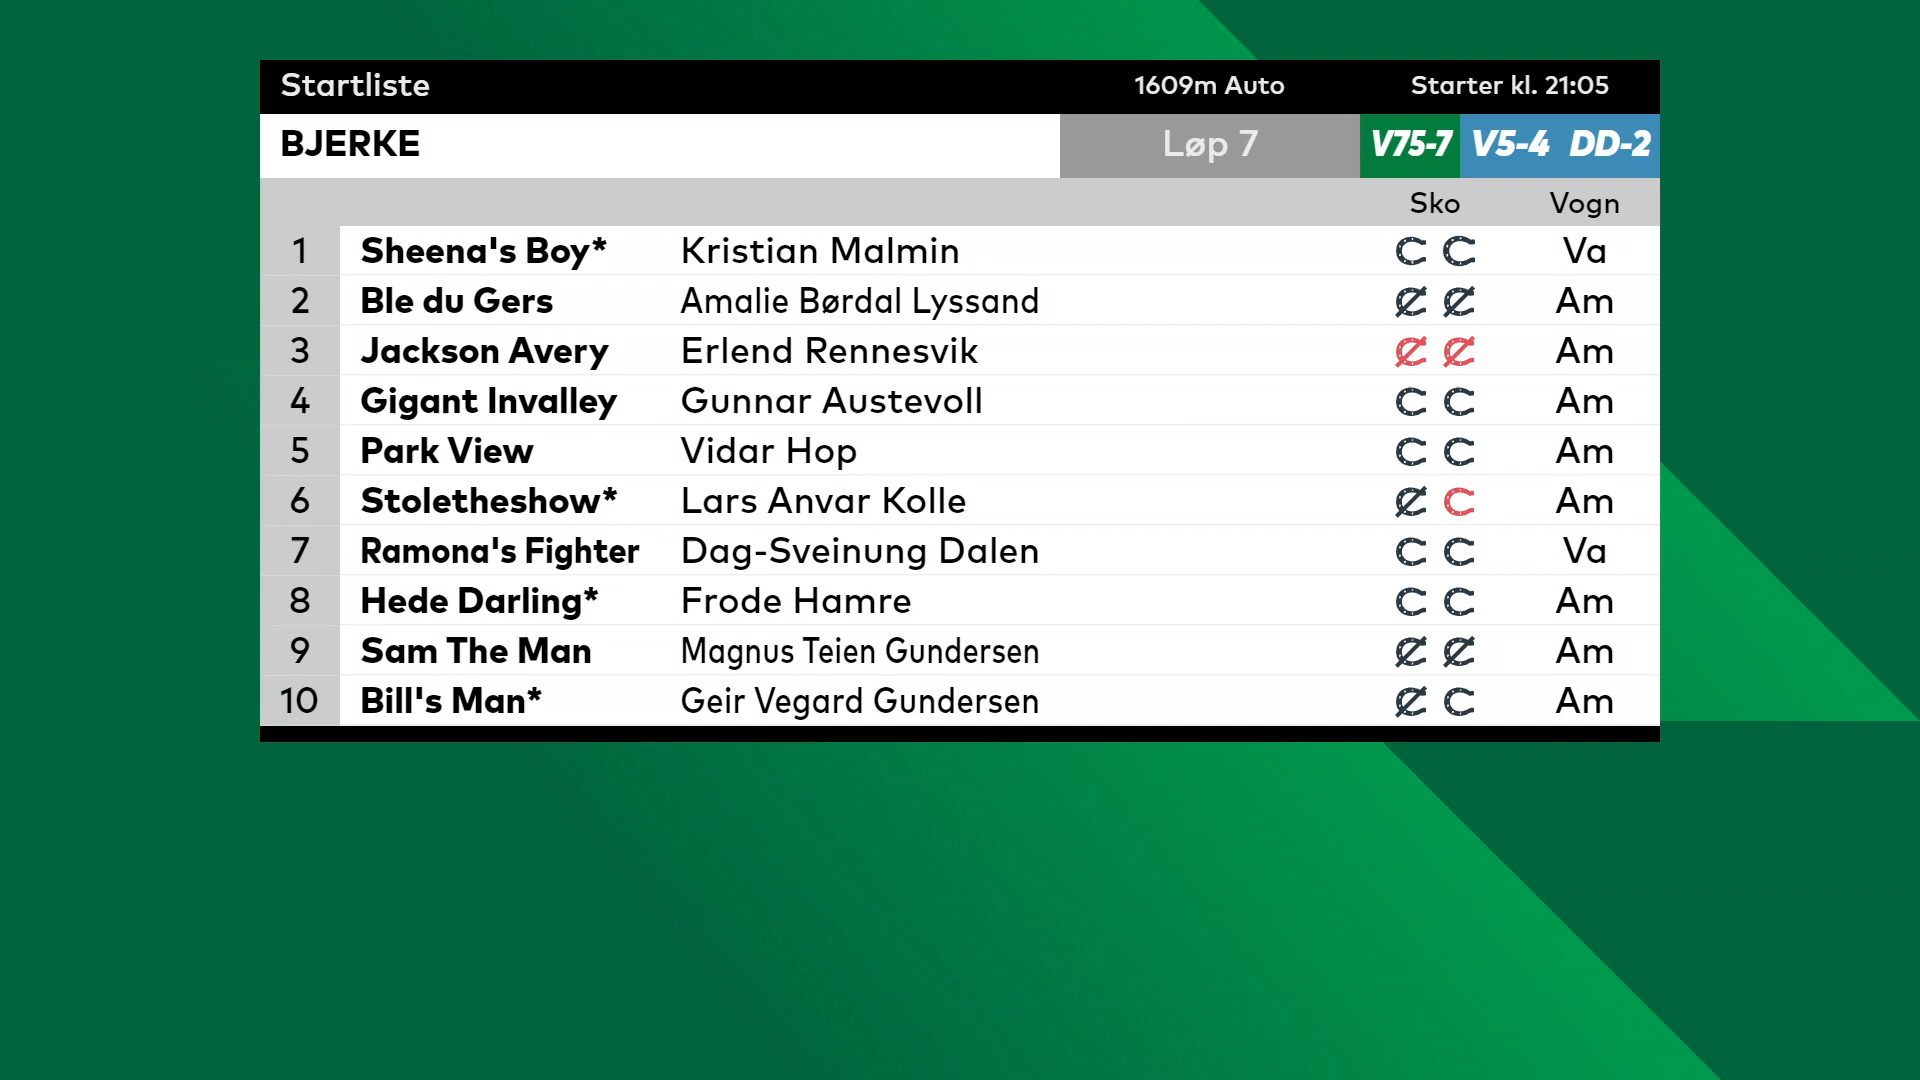 Startliste 1609m Auto Starter kl. 21:05
BJERKE Løp 7 V75-7 V5-4 DD-2
Sko Vogn
1 Sheena's Boy* Kristian Malmin Va
2 Ble du Gers Amalie Børdal Lyssand Am
3 Jackson Avery Erlend Rennesvik Am
4 Gigant Invalley Gunnar Austevoll Am
5 Park View Vidar Hop Am
6 Stoletheshow* Lars Anvar Kolle Am
7 Ramona's Fighter Dag-Sveinung Dalen Va
8 Hede Darling* Frode Hamre Am
9 Sam The Man Magnus Teien Gundersen Am
10 Bill's Man* Geir Vegard Gundersen Am